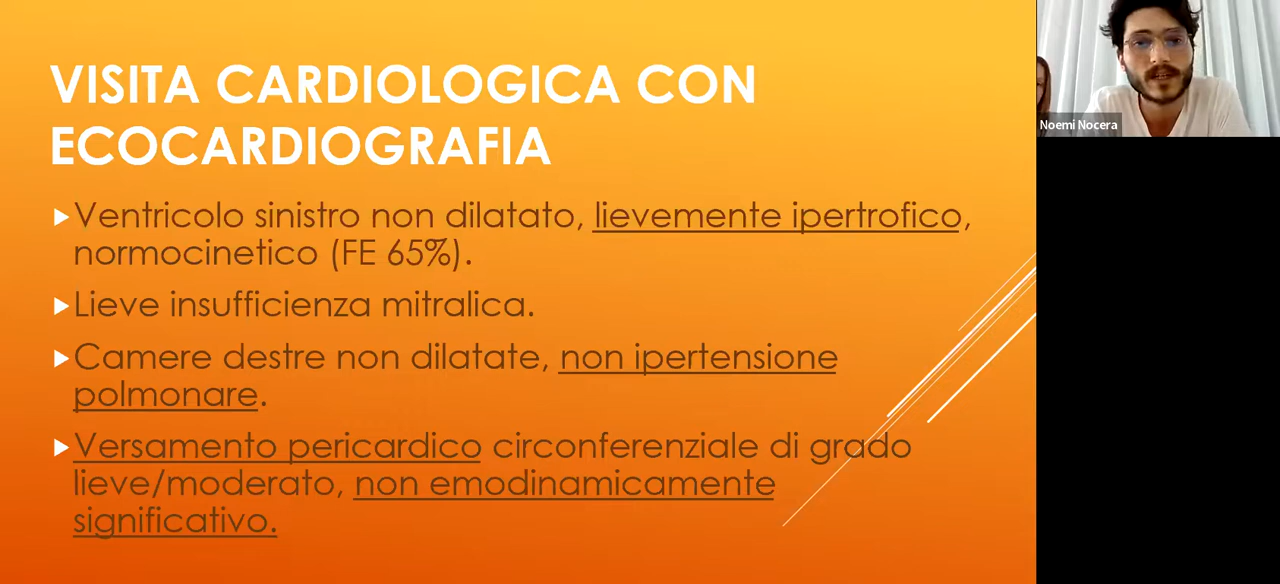 VISITA CARDIOLOGICA CON
ECOCARDIOGRAFIA
Ventricolo sinistro non dilatato, lievemente ipertrofico,
normocinetico (FE 65%).
Lieve insufficienza mitralica.
Camere destre non dilatate, non ipertensione
polmonare.
Versamento pericardico circonferenziale di grado
lieve/moderato, non emodinamicamente
significativo.
Noemi Nocera